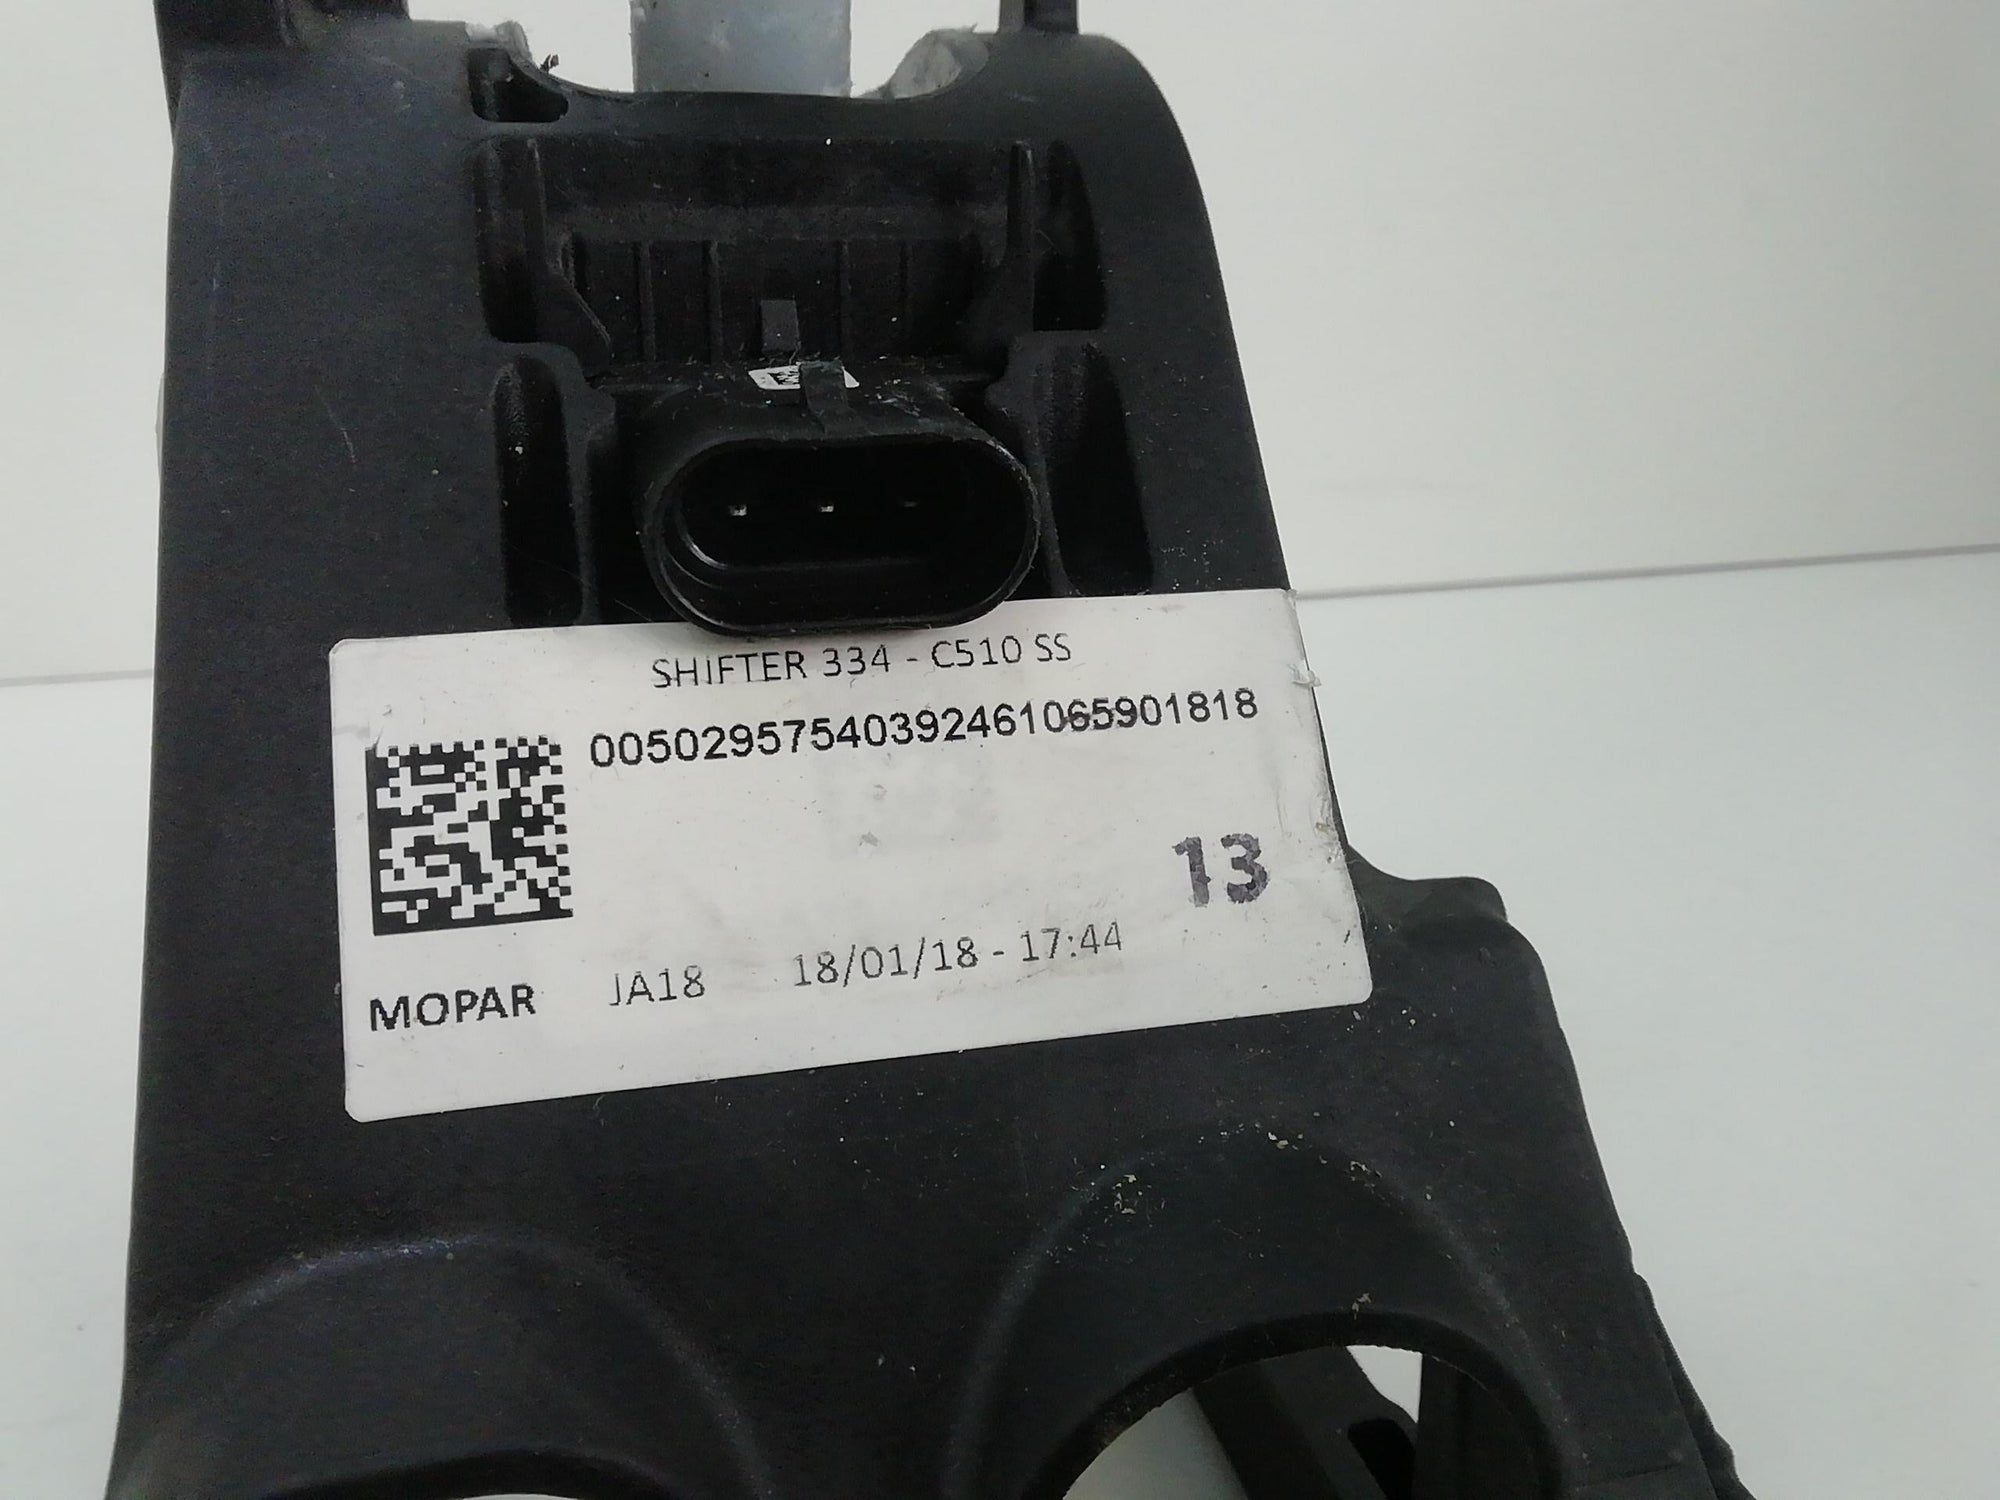 SHIFTER 334 - C510 SS
00502957540392461065901818
13
MOPAR JA18 18/01/18 - 17:44